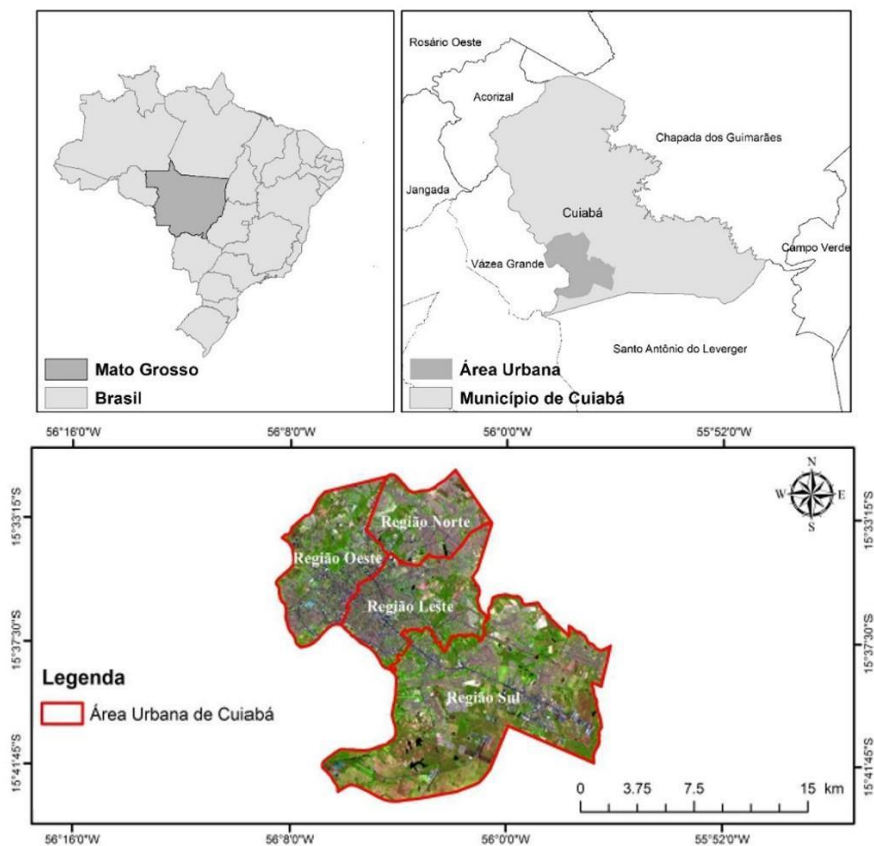 Mato Grosso
Brasil
Rosário Oeste
Acorizal
Chapada dos Guimarães
Jangada
Cuiabá
Campo Verde
Vázea Grande
Santo Antônio do Leverger
Área Urbana
Município de Cuiabá
56°16'0"W 56°8'0"W 56°0'0"W 55°52'0"W
N
W E
S
15°33'15"S 15°33'15"S
Região Norte
Região Oeste
Região Leste
15°37'30"S 15°37'30"S
Legenda
Região Sul
Área Urbana de Cuiabá
15°41'45"S 15°41'45"S
0 3.75 7.5 15 km
56°16'0"W 56°8'0"W 56°0'0"W 55°52'0"W